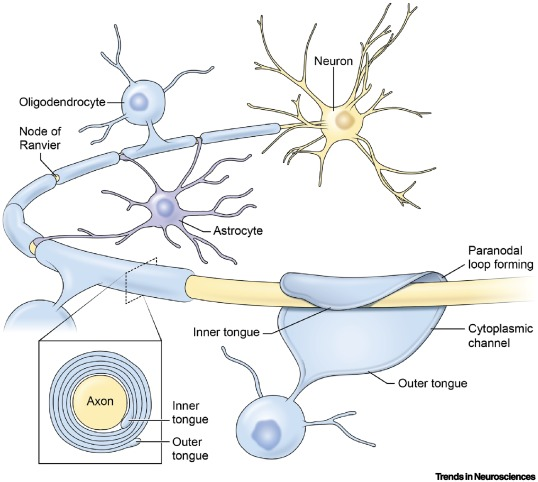 Neuron
Oligodendrocyte
Node of
Ranvier
Astrocyte
Paranodal
loop forming
Inner tongue
Cytoplasmic
channel
Outer tongue
Axon
Inner
tongue
Outer
tongue
Trends in Neurosciences